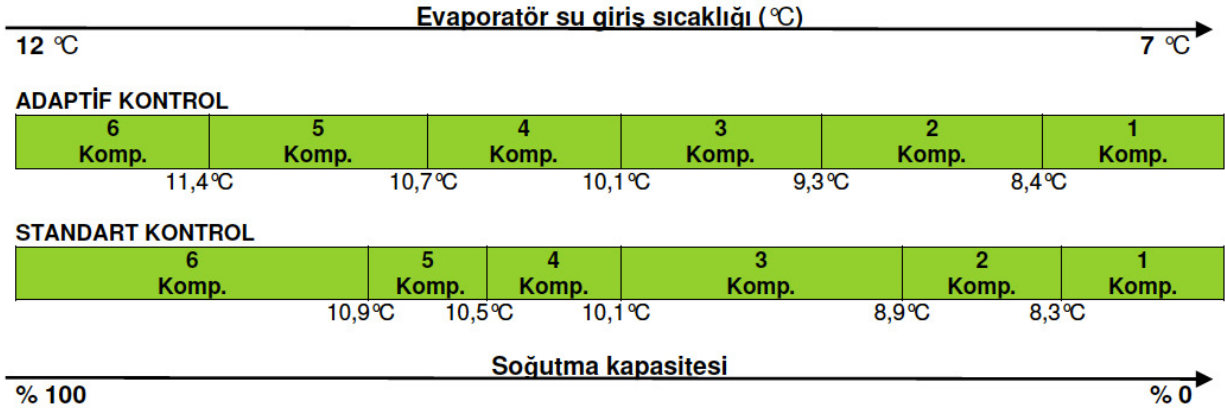 Evaporatör su giriş sıcaklığı (°C)
12 °C 7 °C
ADAPTİF KONTROL
6 5 4 3 2 1
Komp. Komp. Komp. Komp. Komp. Komp.
11,4°C 10,7°C 10,1°C 9,3°C 8,4°C
STANDART KONTROL
6 5 4 3 2 1
Komp. Komp. Komp. Komp. Komp. Komp.
10,9°C 10,5°C 10,1°C 8,9°C 8,3°C
Soğutma kapasitesi
% 100 % 0